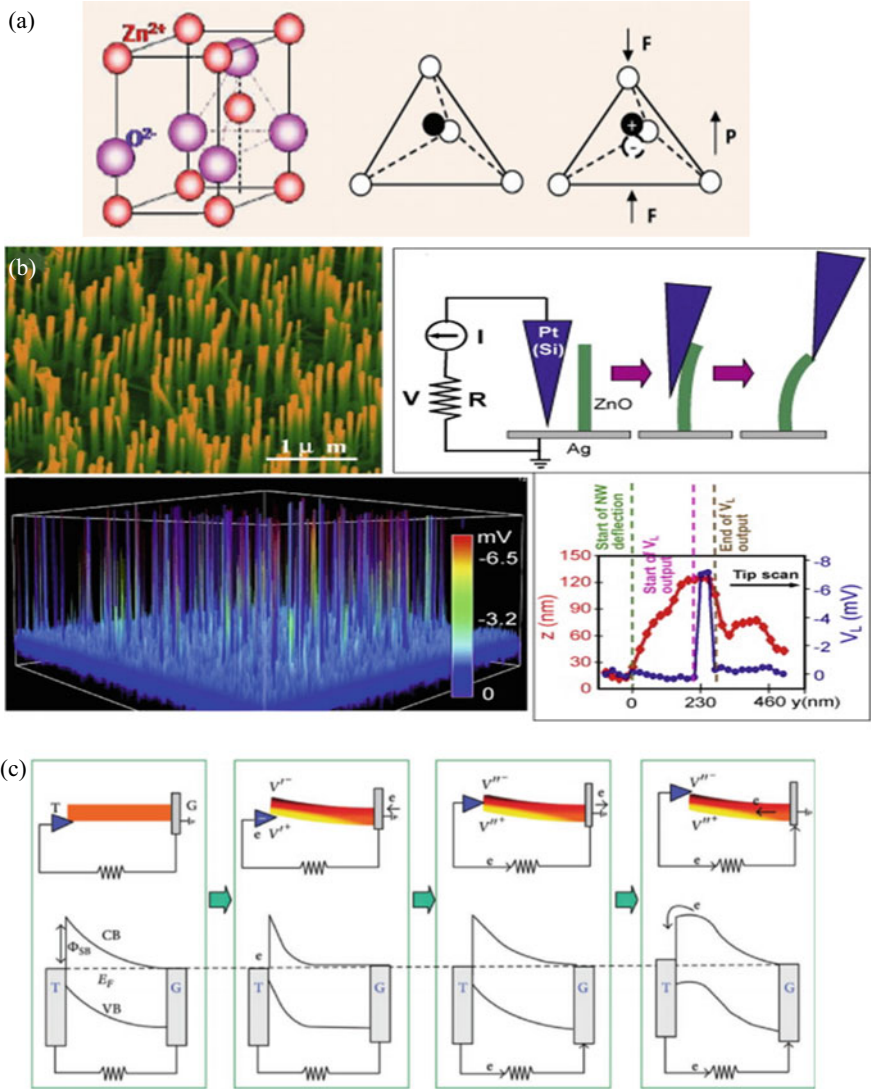 (a)
Zn2+
O2-
F
+
-
P
F
(b)
1 μ m
I
V
R
Pt
(Si)
ZnO
Ag
mV
-6.5
-3.2
0
Start of NW
deflection
Start of VL
output
End of VL
output
Tip scan
z (nm)
150
120
90
60
30
0
VL (mV)
-8
-6
-4
-2
0
0
230
460 y(nm)
(c)
T
G
V′−
e
e
V′+
V″−
e
V″+
e
V″−
e
V″+
e
CB
ΦSB
EF
T
G
VB
e
T
G
T
G
e
e
T
G
e